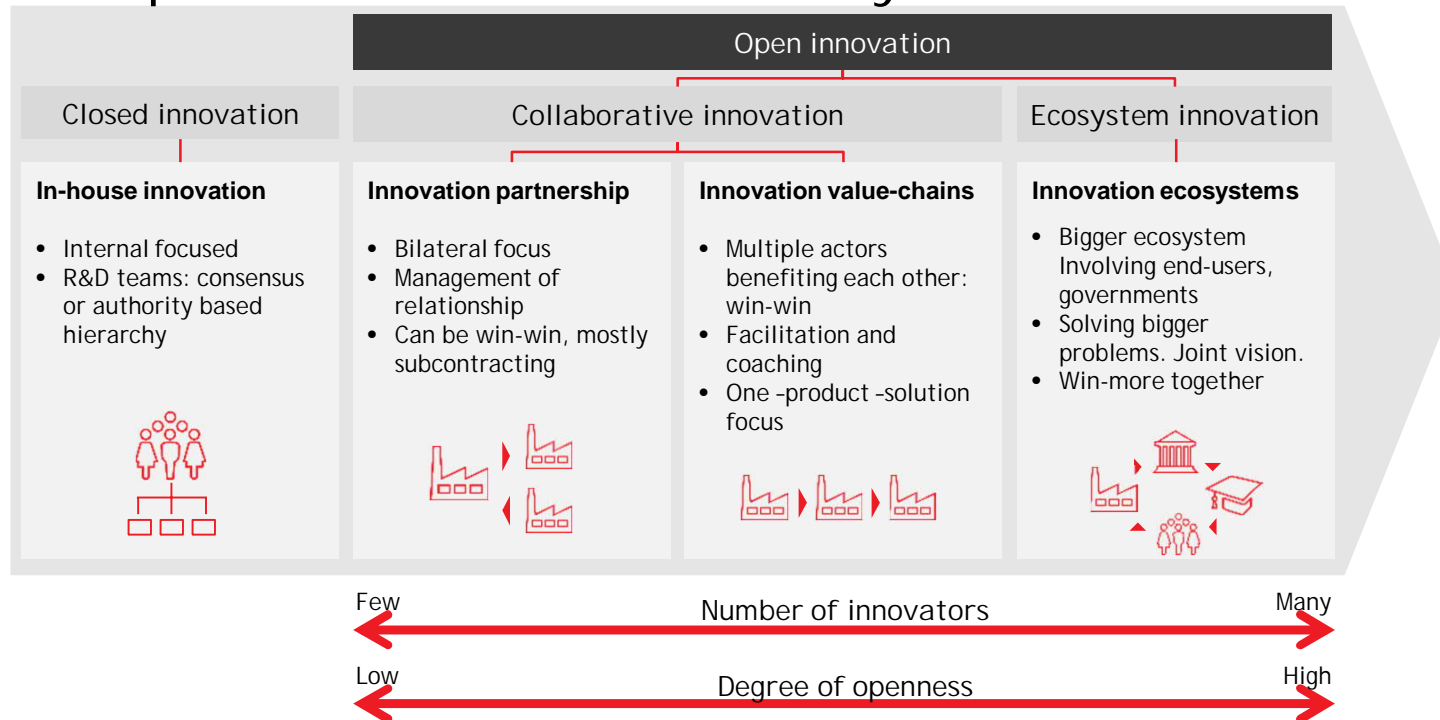 Open innovation
Closed innovation
Collaborative innovation
Ecosystem innovation
In-house innovation
• Internal focused
• R&D teams: consensus
or authority based
hierarchy
Innovation partnership
• Bilateral focus
• Management of
relationship
• Can be win-win, mostly
subcontracting
Innovation value-chains
• Multiple actors
benefiting each other:
win-win
• Facilitation and
coaching
• One –product –solution
focus
Innovation ecosystems
• Bigger ecosystem
Involving end-users,
governments
• Solving bigger
problems. Joint vision.
• Win-more together
Few
Number of innovators
Many
Low
Degree of openness
High